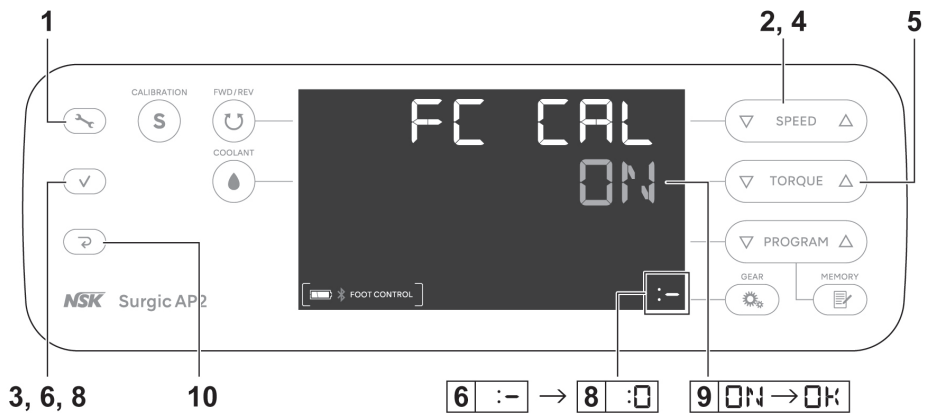 1
2, 4
5
CALIBRATION
FWD/REV
S
FC CAL
SPEED
COOLANT
ON
TORQUE
PROGRAM
GEAR
MEMORY
NSK Surgic AP2
FOOT CONTROL
:-
3, 6, 8
10
6 :- → 8 :0
9 ON → OK